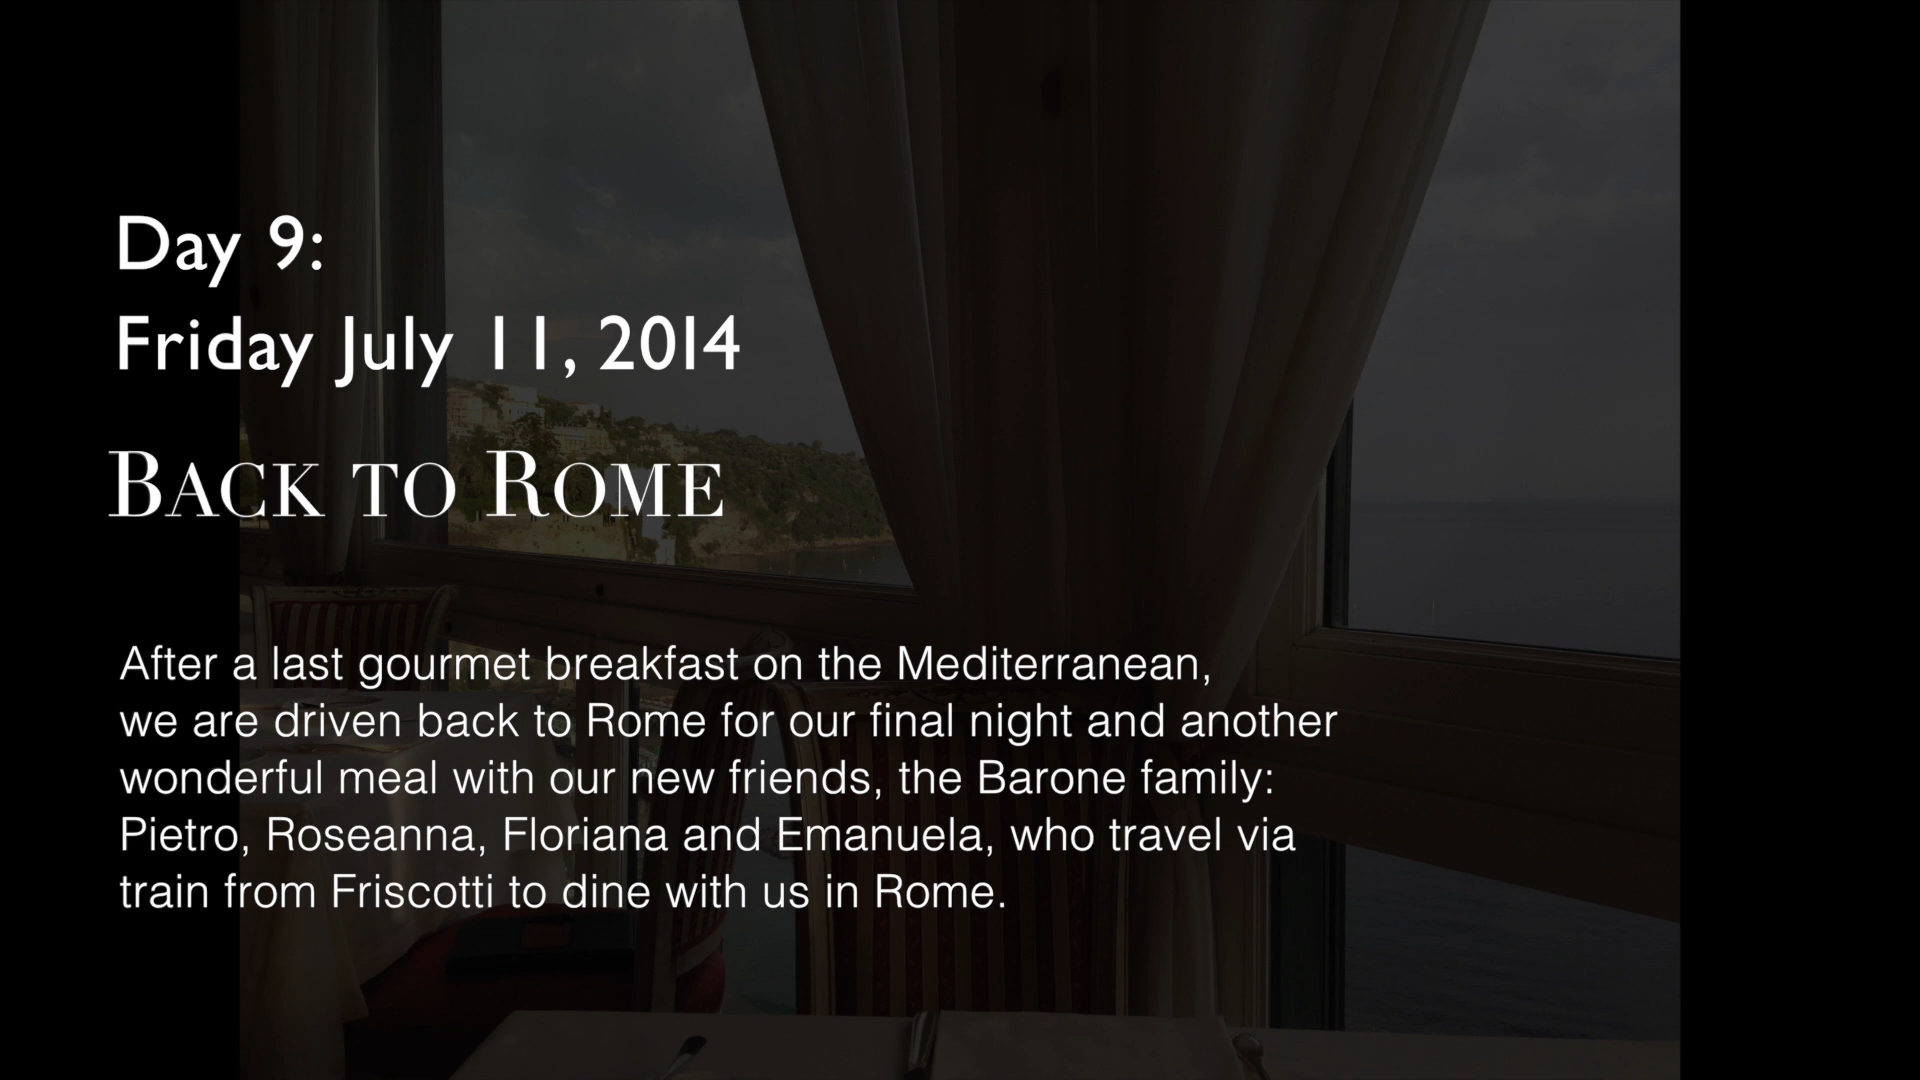 Day 9:
Friday July 11, 2014
BACK TO ROME
After a last gourmet breakfast on the Mediterranean,
we are driven back to Rome for our final night and another
wonderful meal with our new friends, the Barone family:
Pietro, Roseanna, Floriana and Emanuela, who travel via
train from Friscotti to dine with us in Rome.